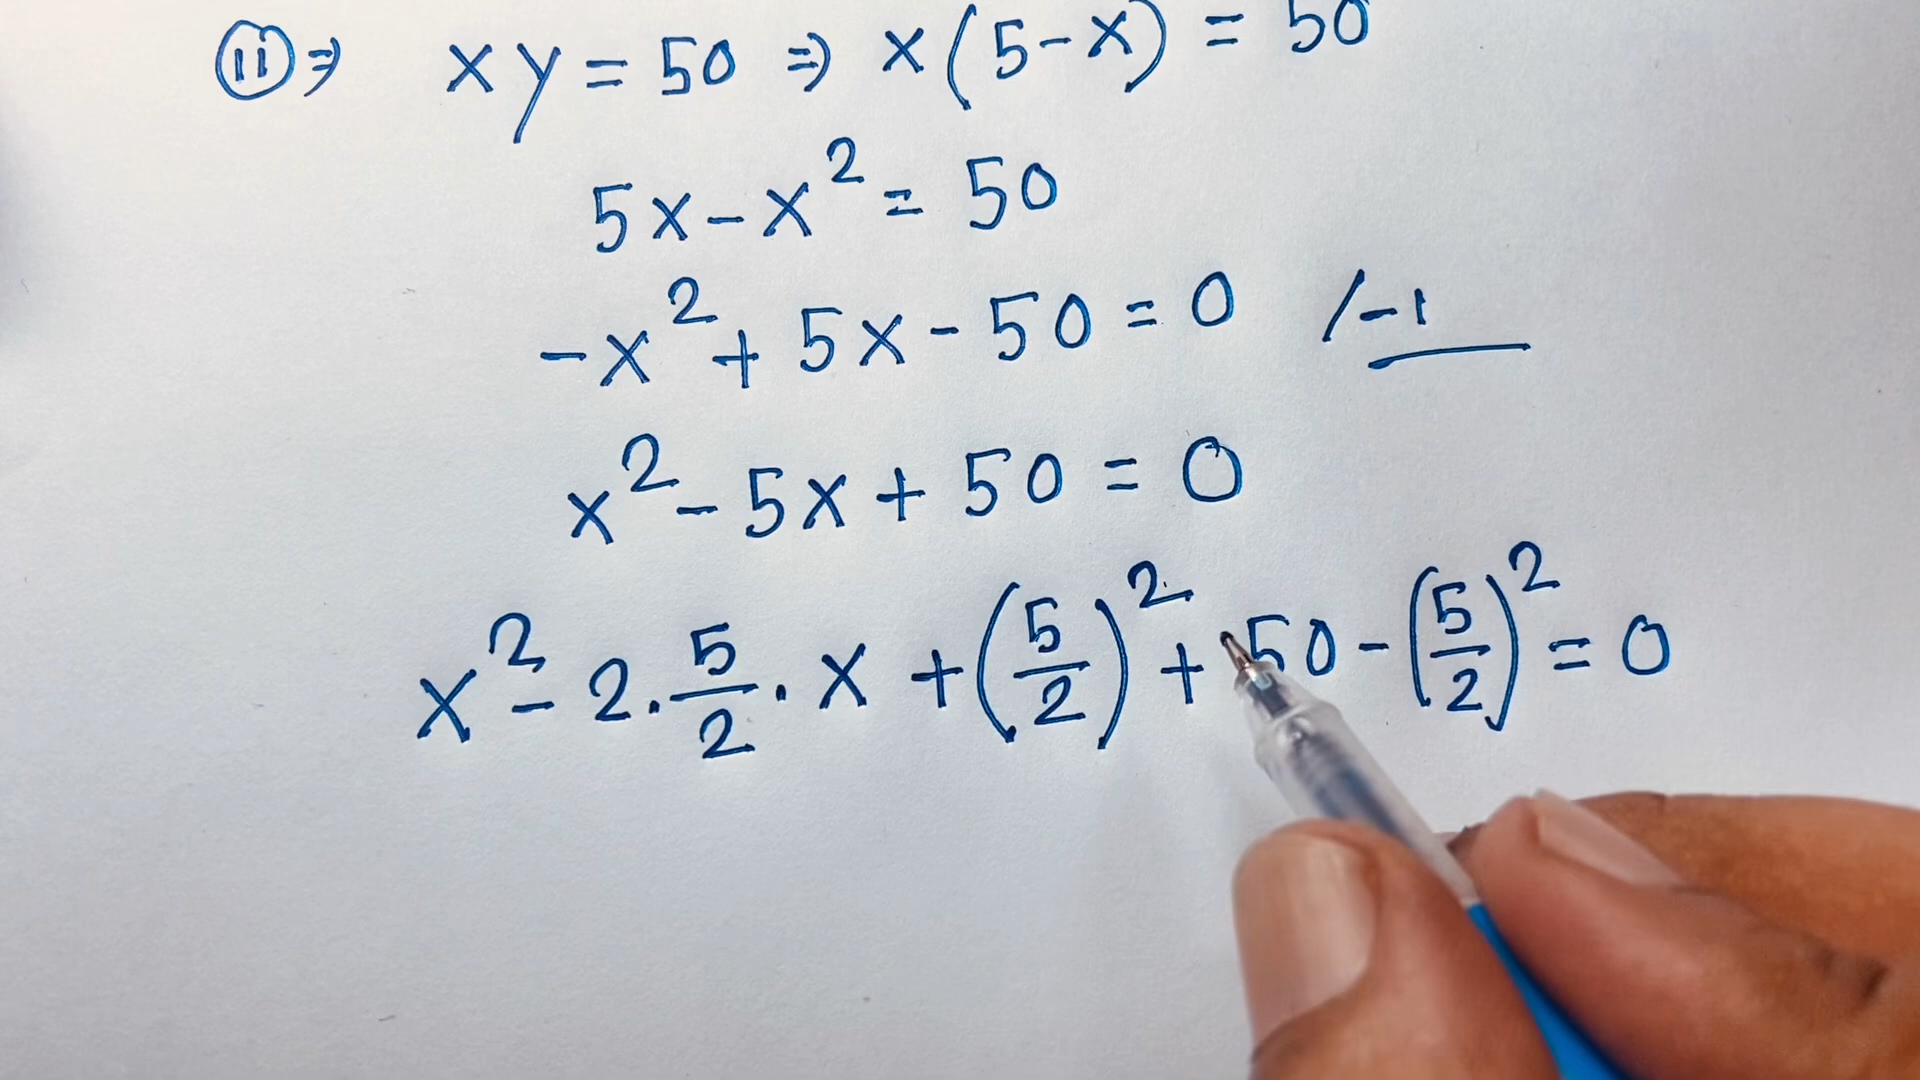 (ii) ⇒ xy = 50 ⇒ x(5-x) = 50
5x - x² = 50
-x² + 5x - 50 = 0 /-1
x² - 5x + 50 = 0
x² - 2·5/2·x + (5/2)² + 50 - (5/2)² = 0